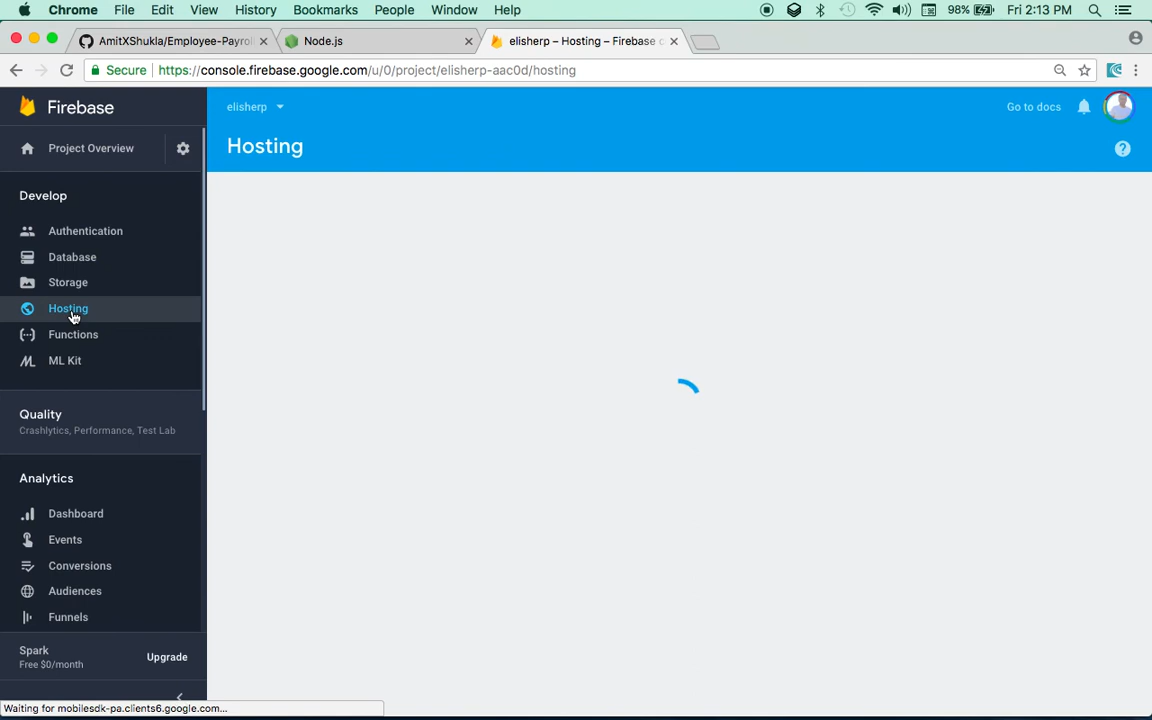 Chrome File Edit View History Bookmarks People Window Help 98% Fri 2:13 PM
AmitXShukla/Employee-Payrol
Node.js
elisherp – Hosting – Firebase c
Secure https://console.firebase.google.com/u/0/project/elisherp-aac0d/hosting
Firebase
elisherp
Go to docs
Project Overview
Hosting
Develop
Authentication
Database
Storage
Hosting
Functions
ML Kit
Quality
Crashlytics, Performance, Test Lab
Analytics
Dashboard
Events
Conversions
Audiences
Funnels
Spark
Free $0/month
Upgrade
Waiting for mobilesdk-pa.clients6.google.com...